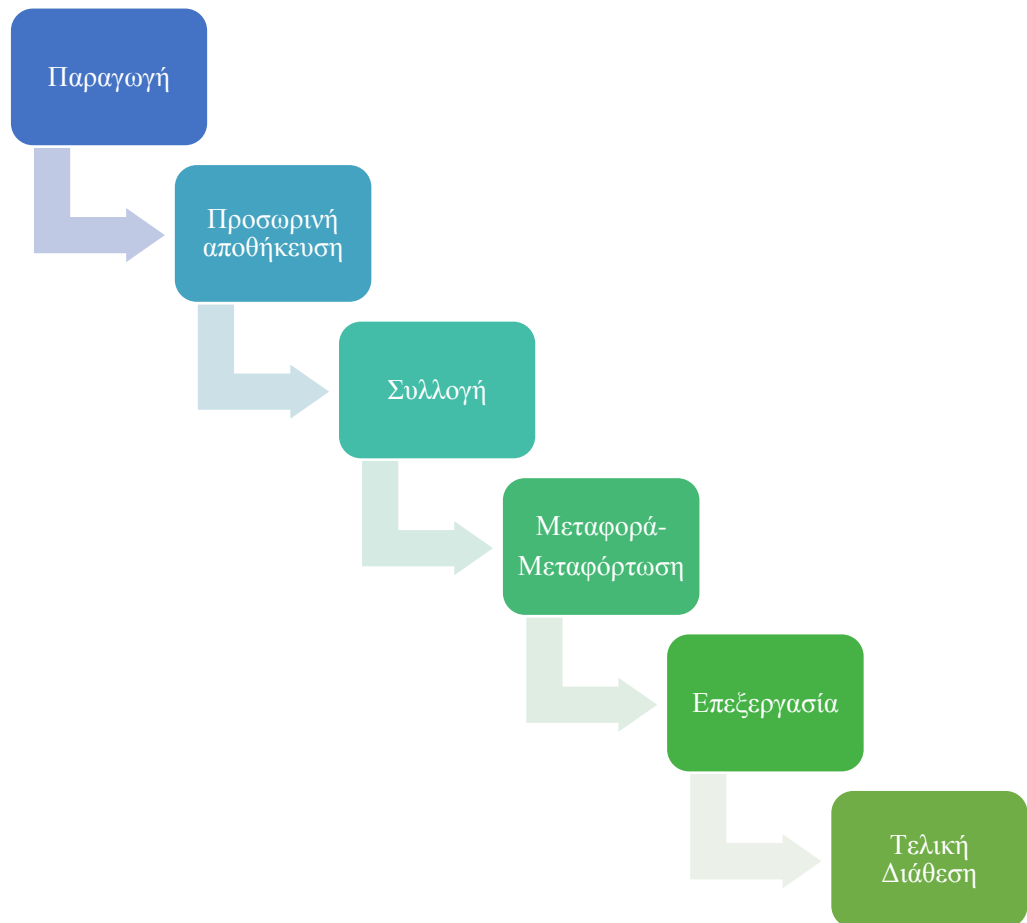 Παραγωγή
Προσωρινή
αποθήκευση
Συλλογή
Μεταφορά-
Μεταφόρτωση
Επεξεργασία
Τελική
Διάθεση